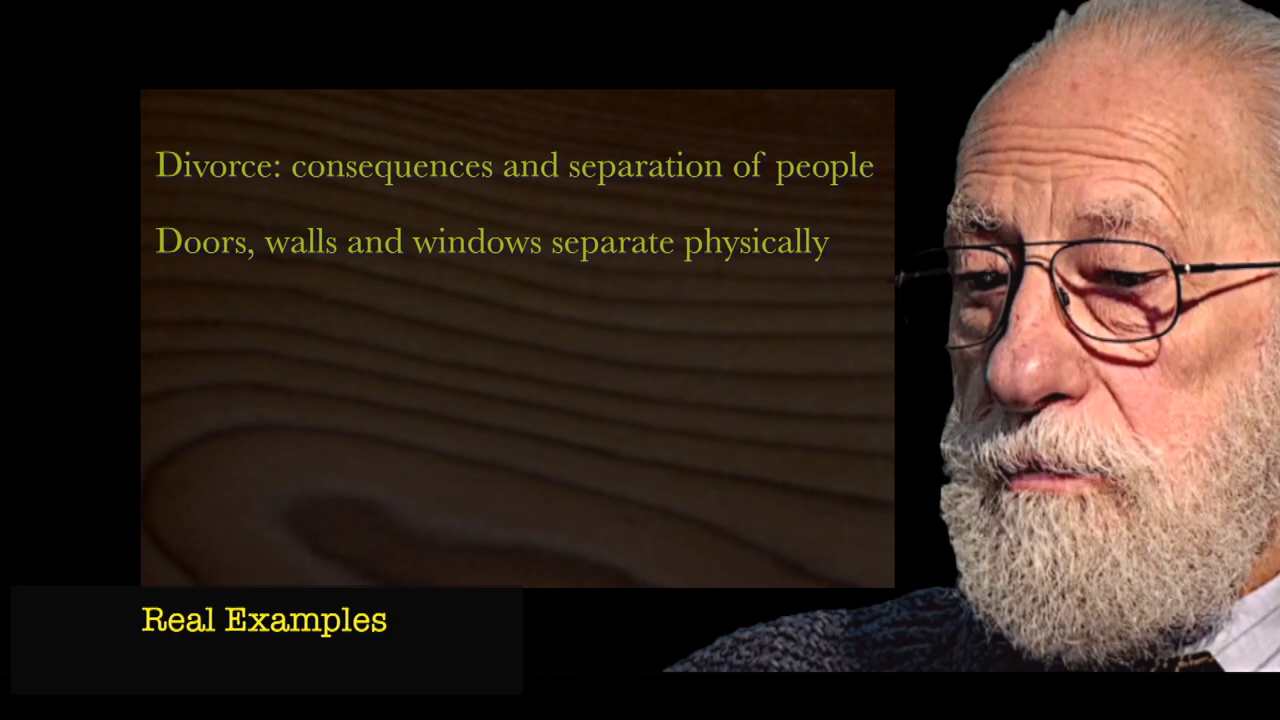 Divorce: consequences and separation of people
Doors, walls and windows separate physically
Real Examples